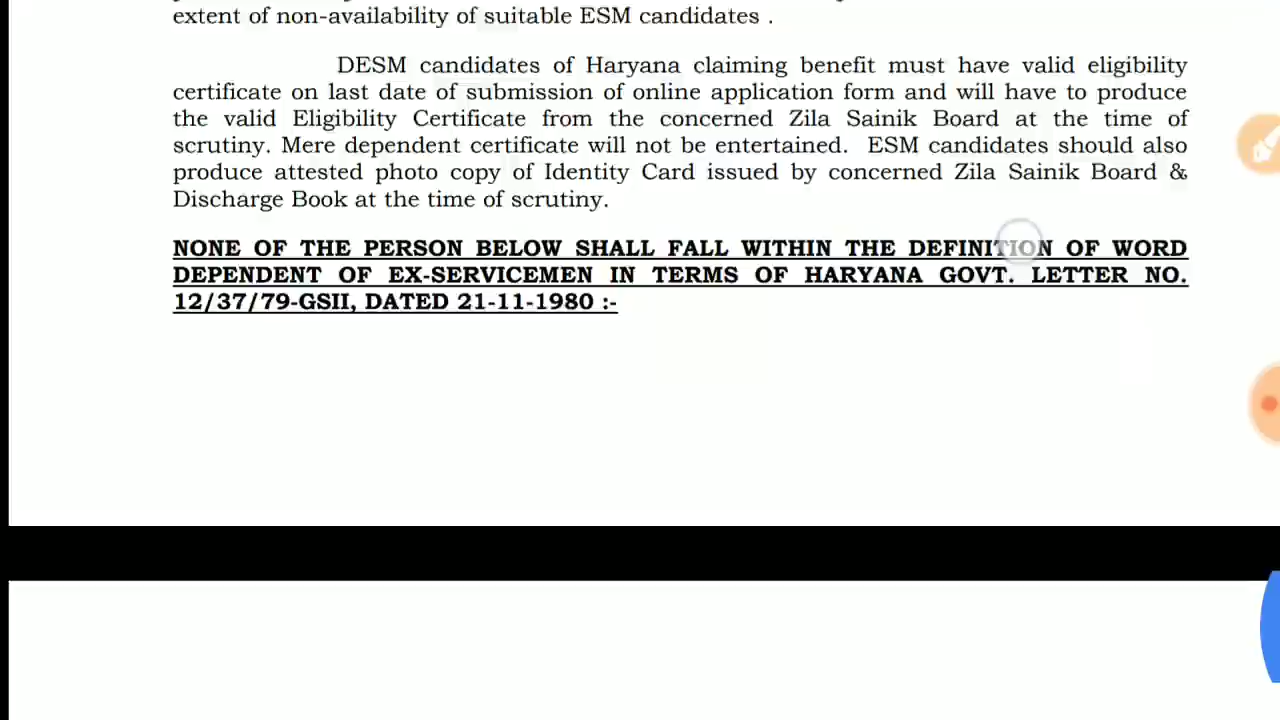 extent of non-availability of suitable ESM candidates .
DESM candidates of Haryana claiming benefit must have valid eligibility
certificate on last date of submission of online application form and will have to produce
the valid Eligibility Certificate from the concerned Zila Sainik Board at the time of
scrutiny. Mere dependent certificate will not be entertained. ESM candidates should also
produce attested photo copy of Identity Card issued by concerned Zila Sainik Board &
Discharge Book at the time of scrutiny.
NONE OF THE PERSON BELOW SHALL FALL WITHIN THE DEFINITION OF WORD
DEPENDENT OF EX-SERVICEMEN IN TERMS OF HARYANA GOVT. LETTER NO.
12/37/79-GSII, DATED 21-11-1980 :-